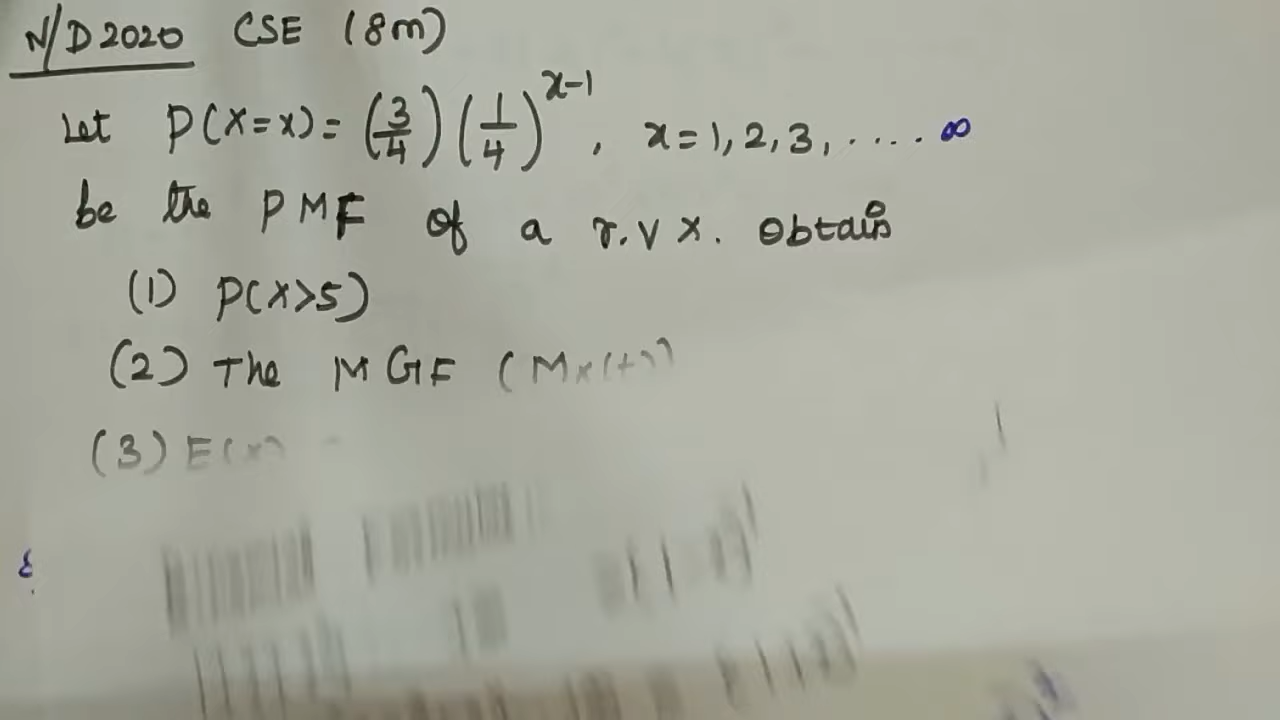 N/D 2020 CSE (8m)
Let P(X=x) = (3/4) (1/4)^x-1, x = 1, 2, 3, .... ∞
be the PMF of a r.v X. Obtain
(1) P(X>5)
(2) The MGF (Mx(t))
(3) E(x)